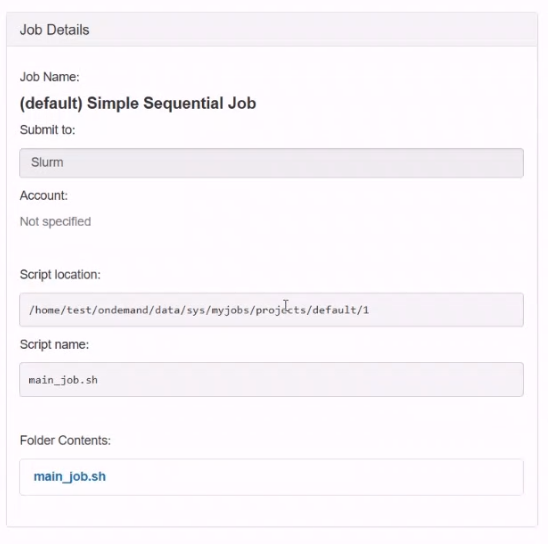 Job Details
Job Name:
(default) Simple Sequential Job
Submit to:
Slurm
Account:
Not specified
Script location:
/home/test/ondemand/data/sys/myjobs/projects/default/1
Script name:
main_job.sh
Folder Contents:
main_job.sh